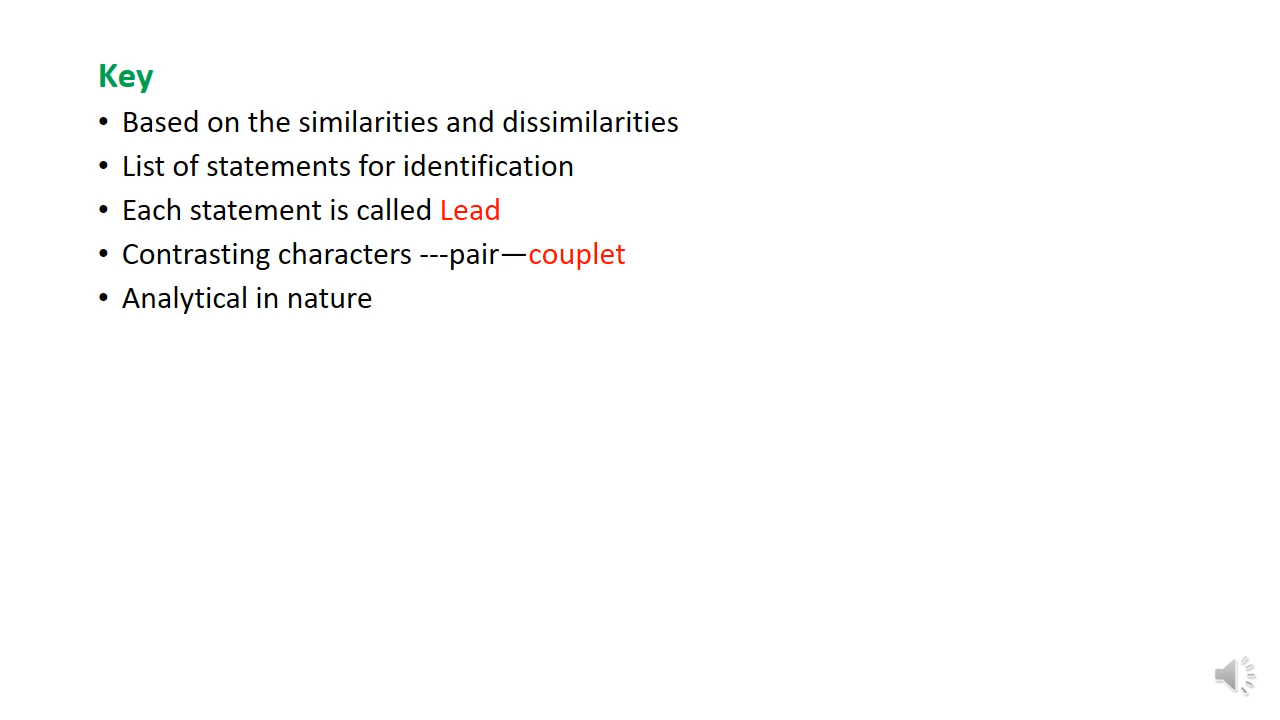 Key
• Based on the similarities and dissimilarities
• List of statements for identification
• Each statement is called Lead
• Contrasting characters ---pair—couplet
• Analytical in nature